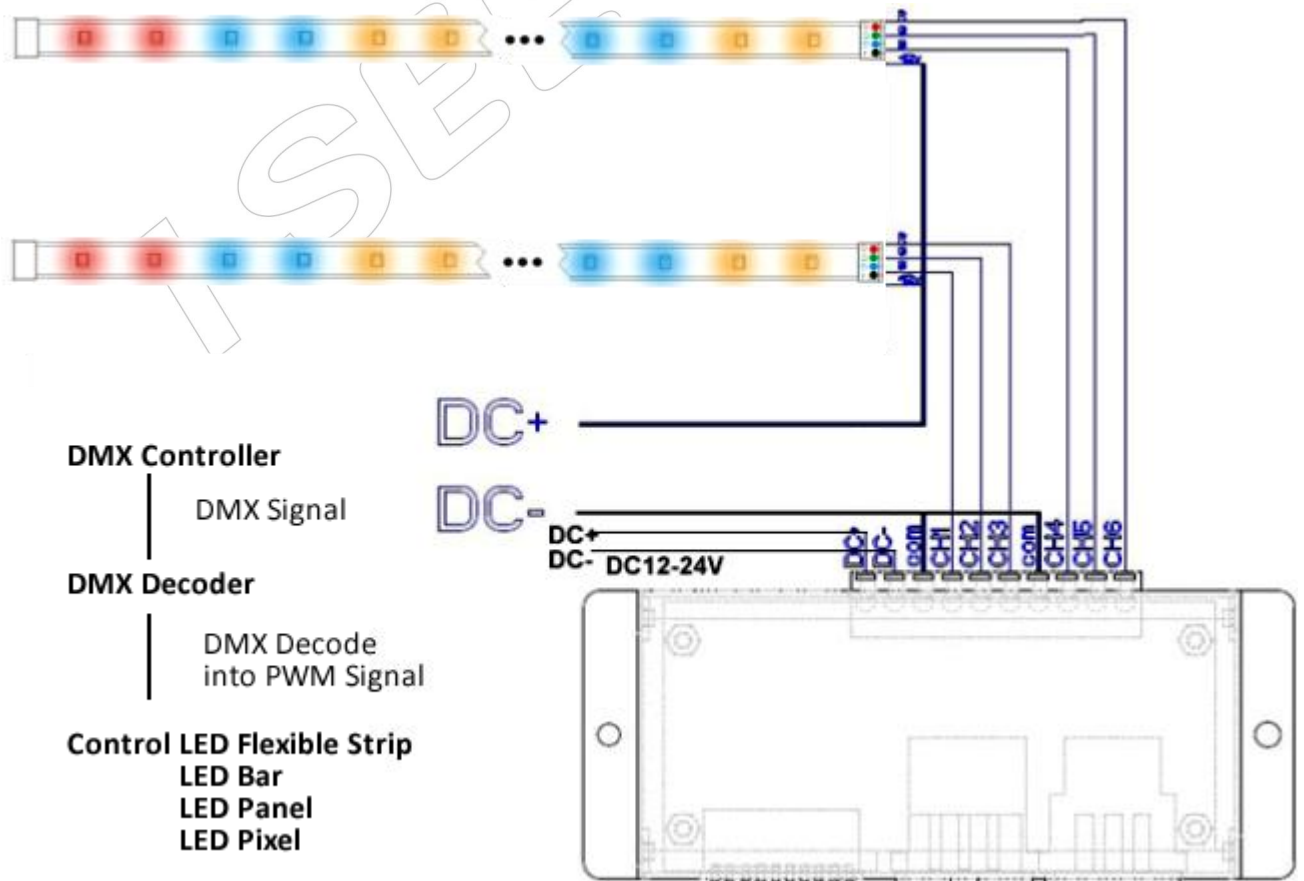 DC+
DMX Controller
DMX Signal
DC-
DC+
DC-
DC12-24V
DC+
DC-
com
CH1
CH2
CH3
com
CH4
CH5
CH6
DMX Decoder
DMX Decode
into PWM Signal
Control LED Flexible Strip
LED Bar
LED Panel
LED Pixel